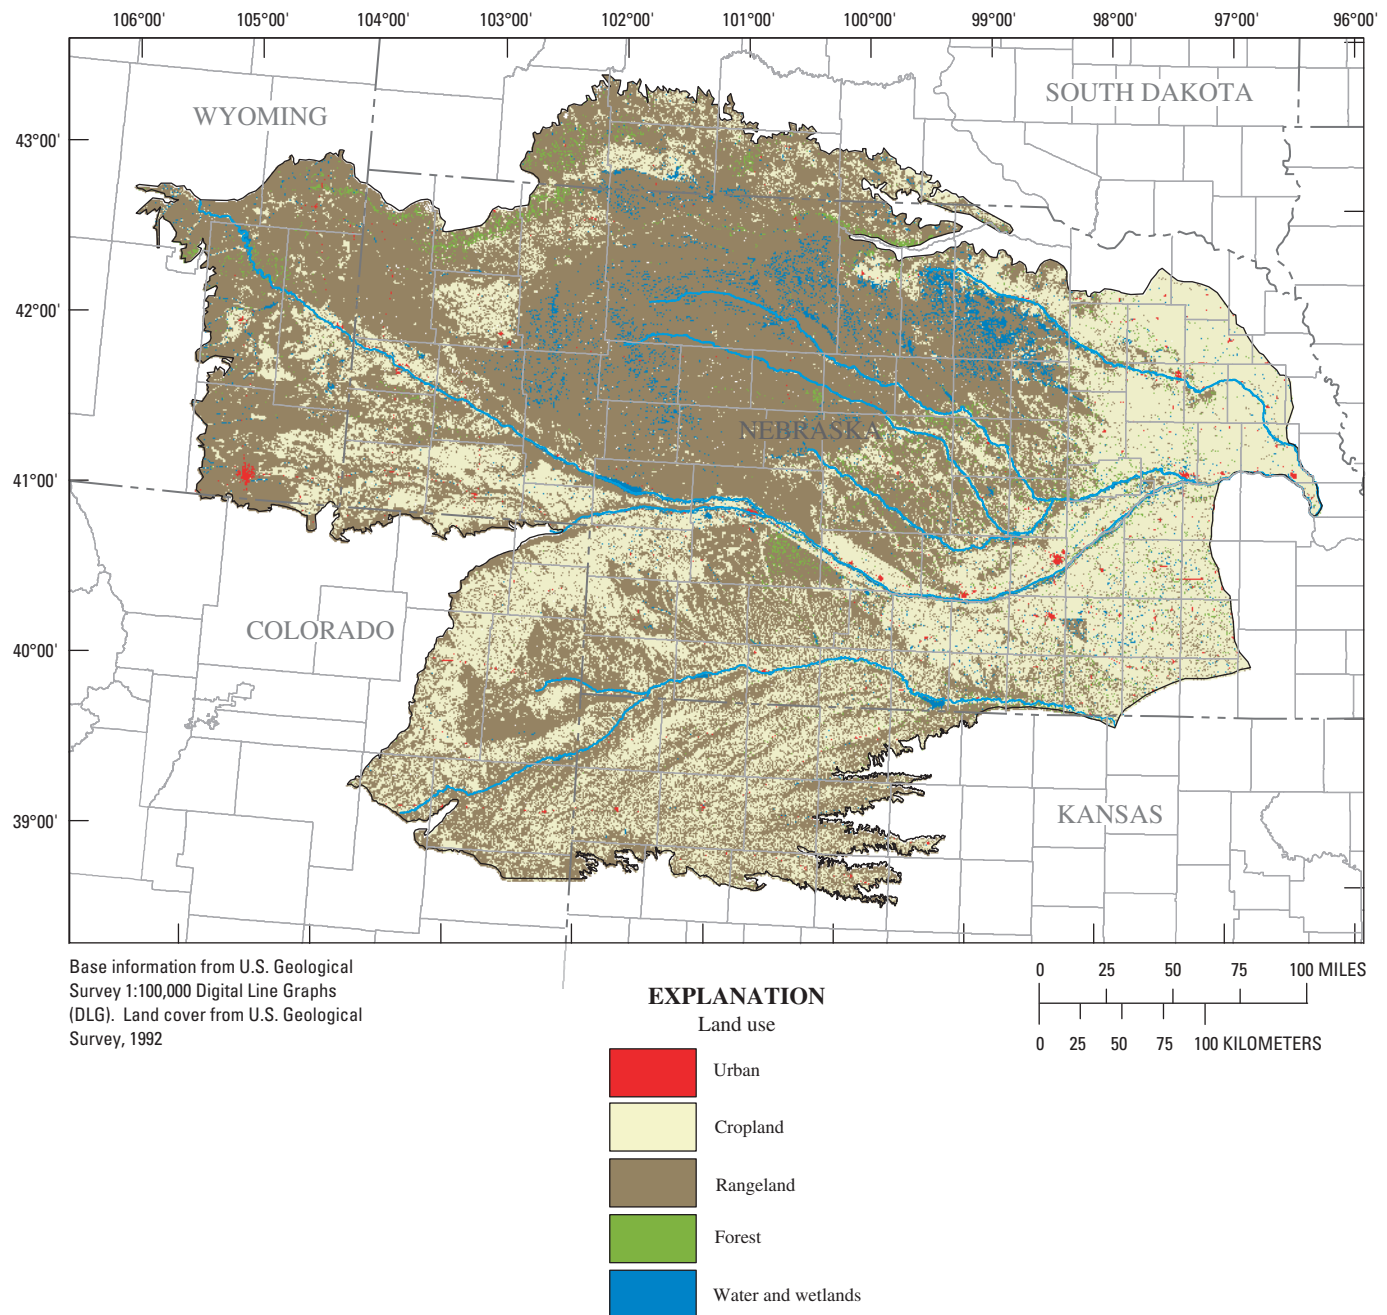 106°00' 105°00' 104°00' 103°00' 102°00' 101°00' 100°00' 99°00' 98°00' 97°00' 96°00'
WYOMING
SOUTH DAKOTA
43°00'
42°00'
NEBRASKA
41°00'
COLORADO
40°00'
39°00'
KANSAS
Base information from U.S. Geological
Survey 1:100,000 Digital Line Graphs
(DLG). Land cover from U.S. Geological
Survey, 1992
0 25 50 75 100 MILES
0 25 50 75 100 KILOMETERS
EXPLANATION
Land use
Urban
Cropland
Rangeland
Forest
Water and wetlands